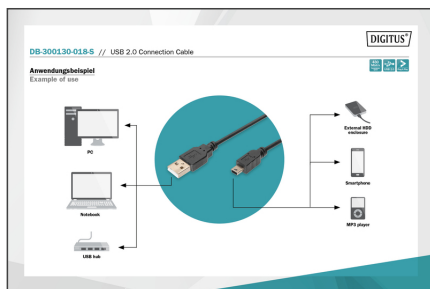 DIGITUS®
DB-300130-018-S // USB 2.0 Connection Cable
Anwendungsbeispiel
Example of use
PC
Notebook
USB hub
External HDD
enclosure
Smartphone
MP3 player